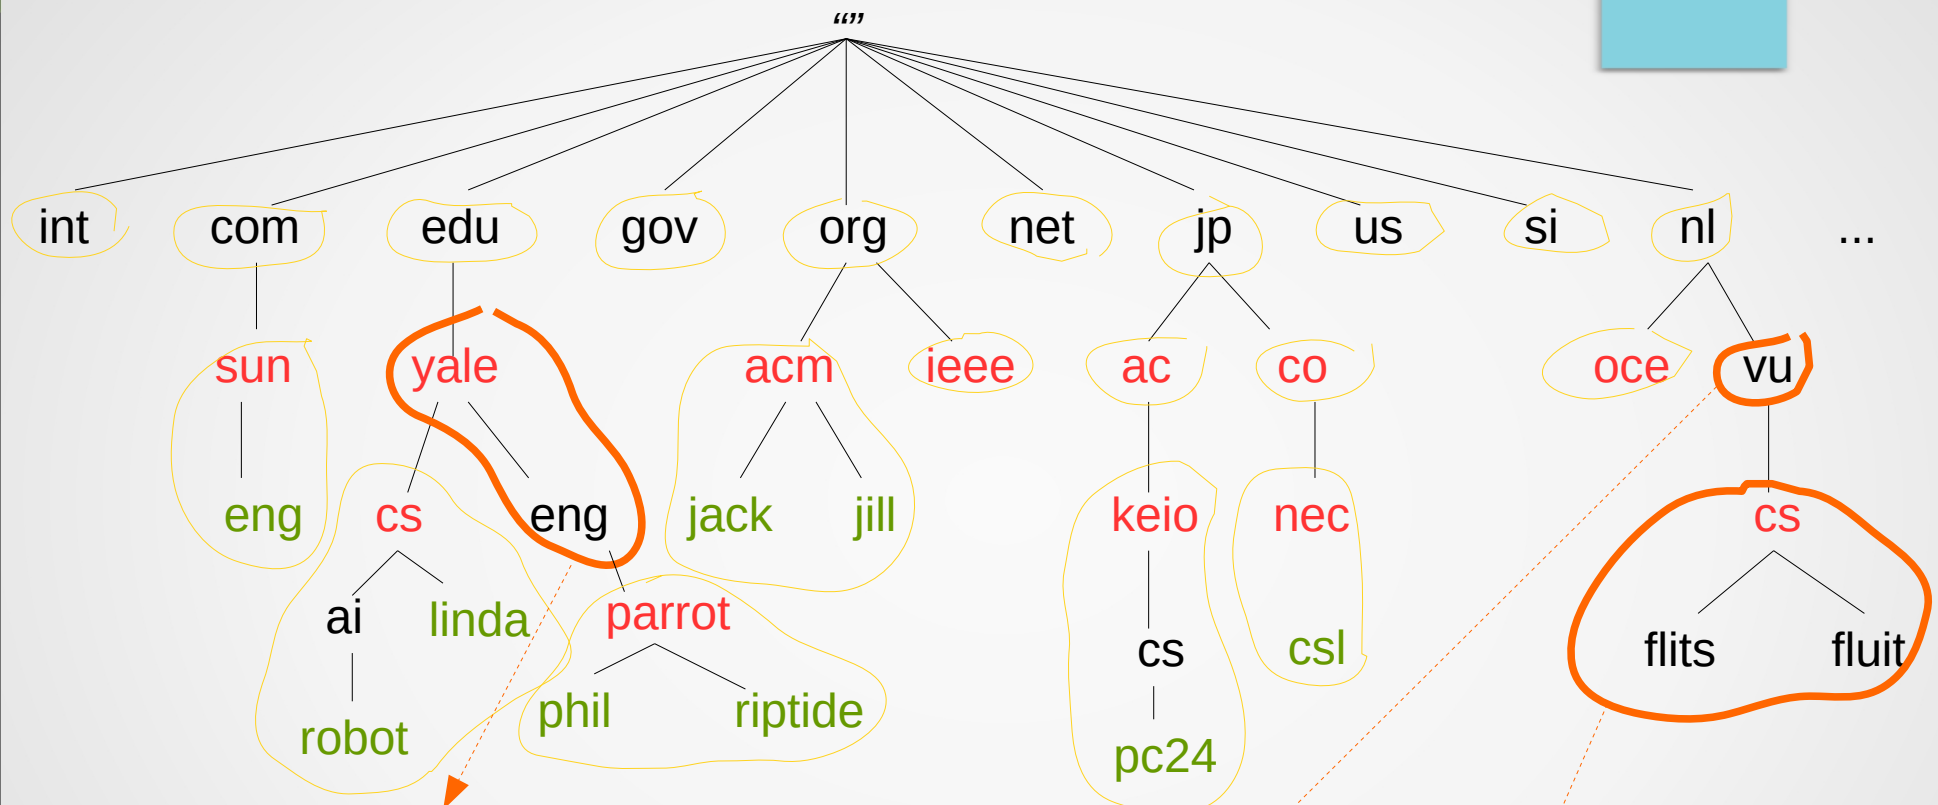 “”
int com edu gov org net jp us si nl ...
sun yale acm ieee ac co oce vu
eng cs eng jack jill keio nec cs
ai linda parrot cs csl flits fluit
robot phil riptide pc24